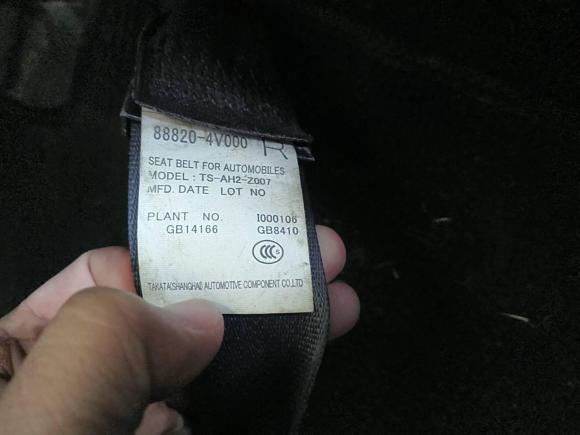 88820-4V000 R
SEAT BELT FOR AUTOMOBILES
MODEL : TS-AH2-Z007
MFD. DATE LOT NO
PLANT NO. I000106
GB14166 GB8410
CCC S
TAKATA(SHANGHAI) AUTOMOTIVE COMPONENT CO.,LTD